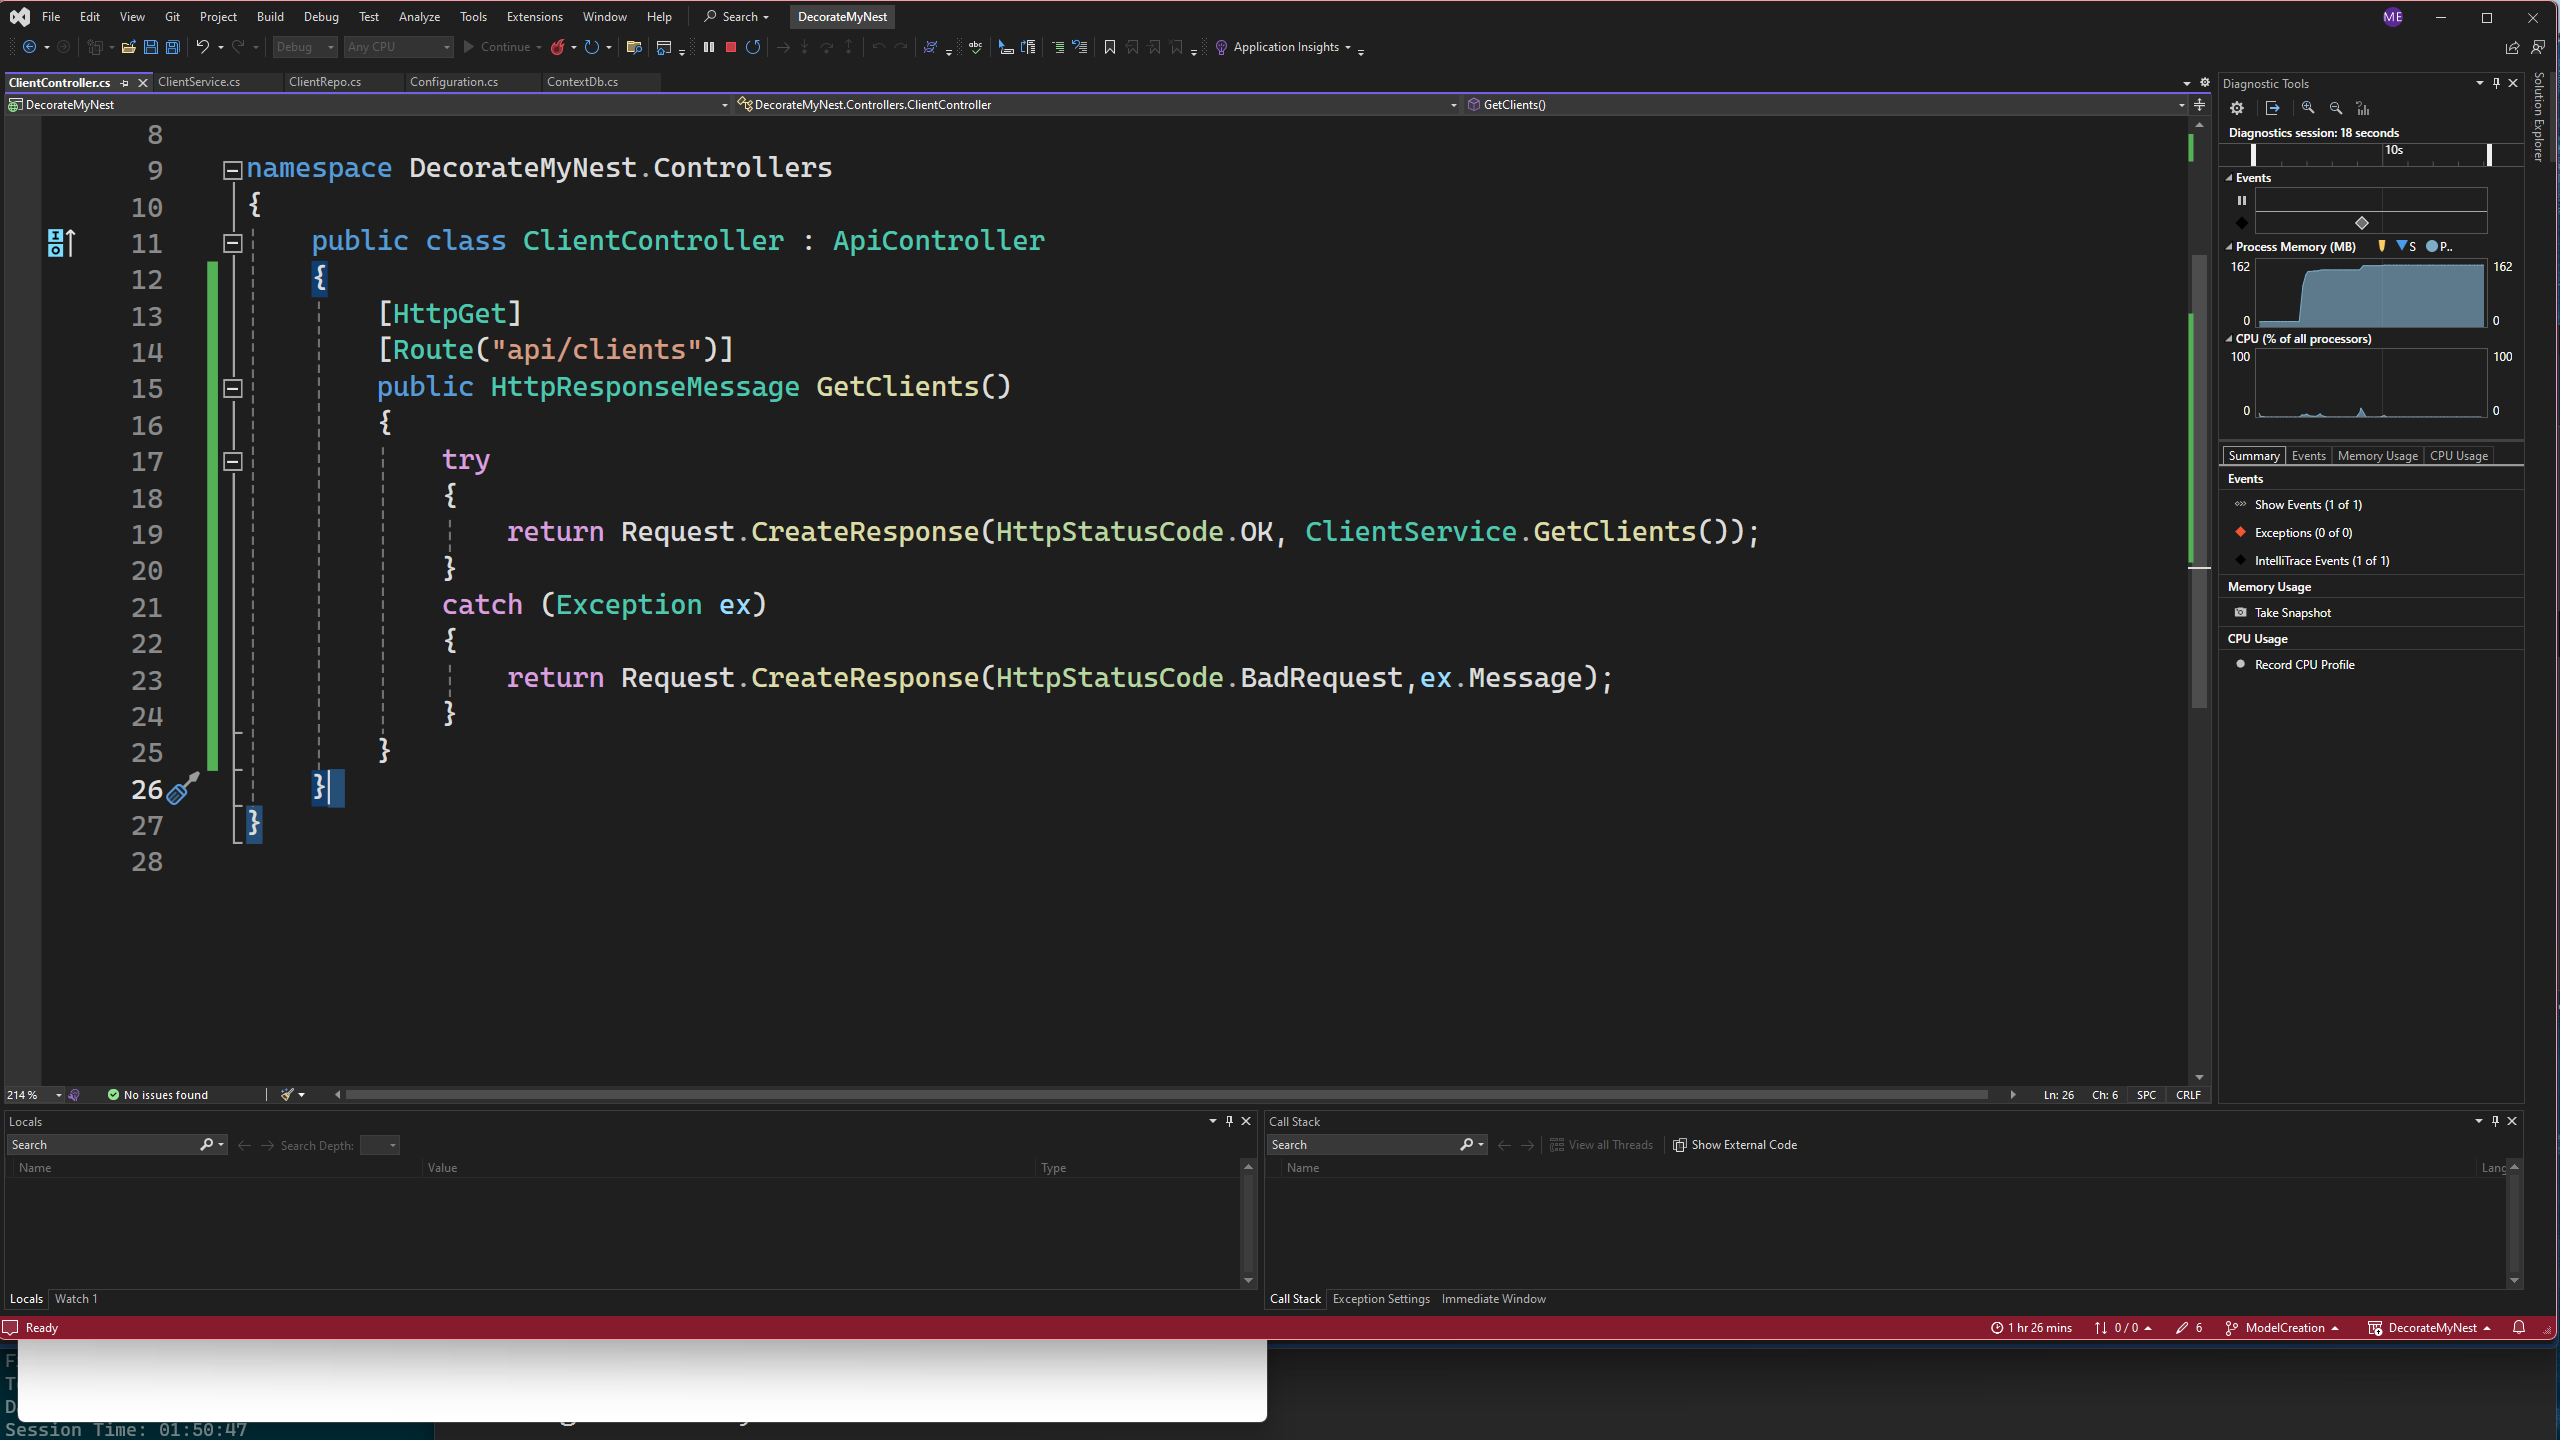 File Edit View Git Project Build Debug Test Analyze Tools Extensions Window Help Search DecorateMyNest ME
Debug Any CPU Continue Application Insights
ClientController.cs ClientService.cs ClientRepo.cs Configuration.cs ContextDb.cs
DecorateMyNest DecorateMyNest.Controllers.ClientController GetClients()
8
9 namespace DecorateMyNest.Controllers
10 {
11 public class ClientController : ApiController
12 {
13 [HttpGet]
14 [Route("api/clients")]
15 public HttpResponseMessage GetClients()
16 {
17 try
18 {
19 return Request.CreateResponse(HttpStatusCode.OK, ClientService.GetClients());
20 }
21 catch (Exception ex)
22 {
23 return Request.CreateResponse(HttpStatusCode.BadRequest,ex.Message);
24 }
25 }
26 }
27 }
28
214 % No issues found Ln: 26 Ch: 6 SPC CRLF
Diagnostic Tools
Diagnostics session: 18 seconds
10s
Events
Process Memory (MB) S P..
162 162
0 0
CPU (% of all processors)
100 100
0 0
Summary Events Memory Usage CPU Usage
Events
Show Events (1 of 1)
Exceptions (0 of 0)
IntelliTrace Events (1 of 1)
Memory Usage
Take Snapshot
CPU Usage
Record CPU Profile
Solution Explorer
Locals
Search Search Depth:
Name Value Type
Locals Watch 1
Call Stack
Search View all Threads Show External Code
Name Lang
Call Stack Exception Settings Immediate Window
Ready 1 hr 26 mins 0 / 0 6 ModelCreation DecorateMyNest
Session Time: 01:50:47